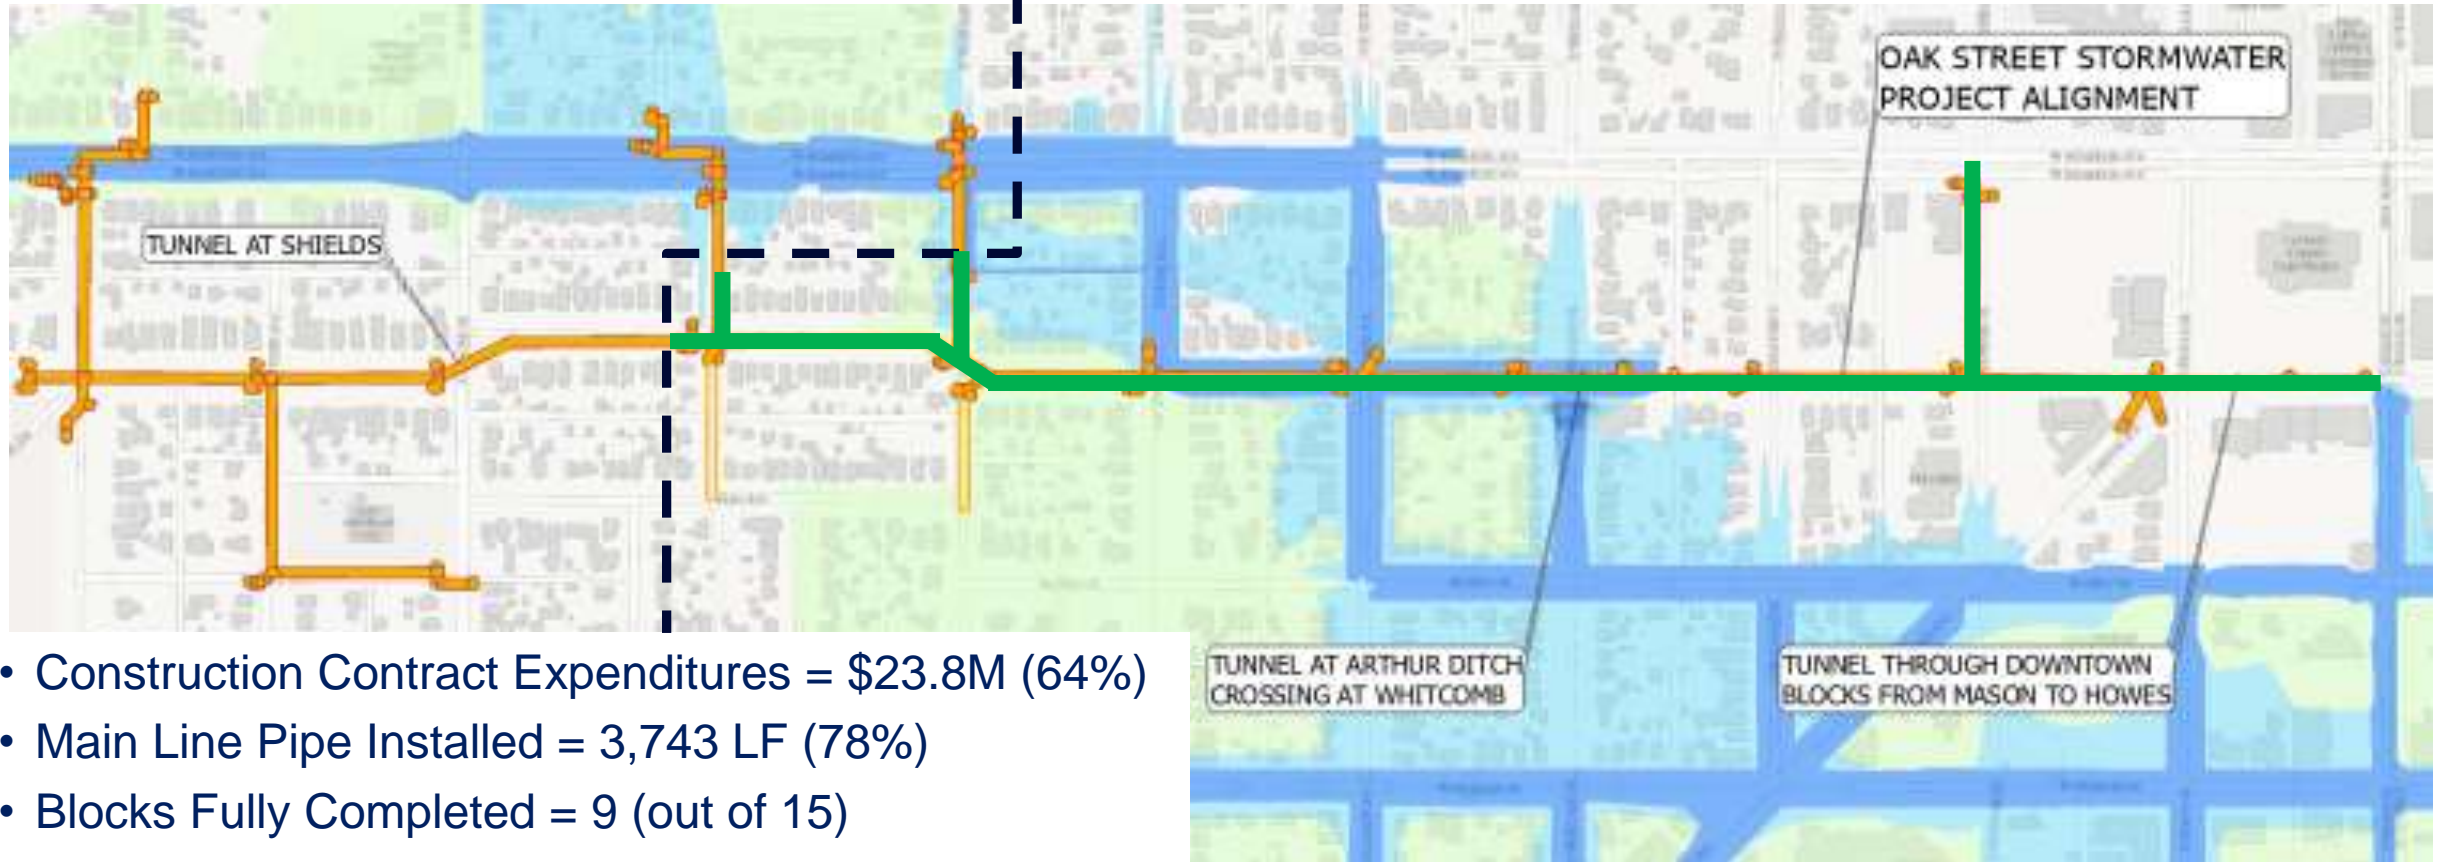 OAK STREET STORMWATER
PROJECT ALIGNMENT
TUNNEL AT SHIELDS
TUNNEL AT ARTHUR DITCH
CROSSING AT WHITCOMB
TUNNEL THROUGH DOWNTOWN
BLOCKS FROM MASON TO HOWES
• Construction Contract Expenditures = $23.8M (64%)
• Main Line Pipe Installed = 3,743 LF (78%)
• Blocks Fully Completed = 9 (out of 15)